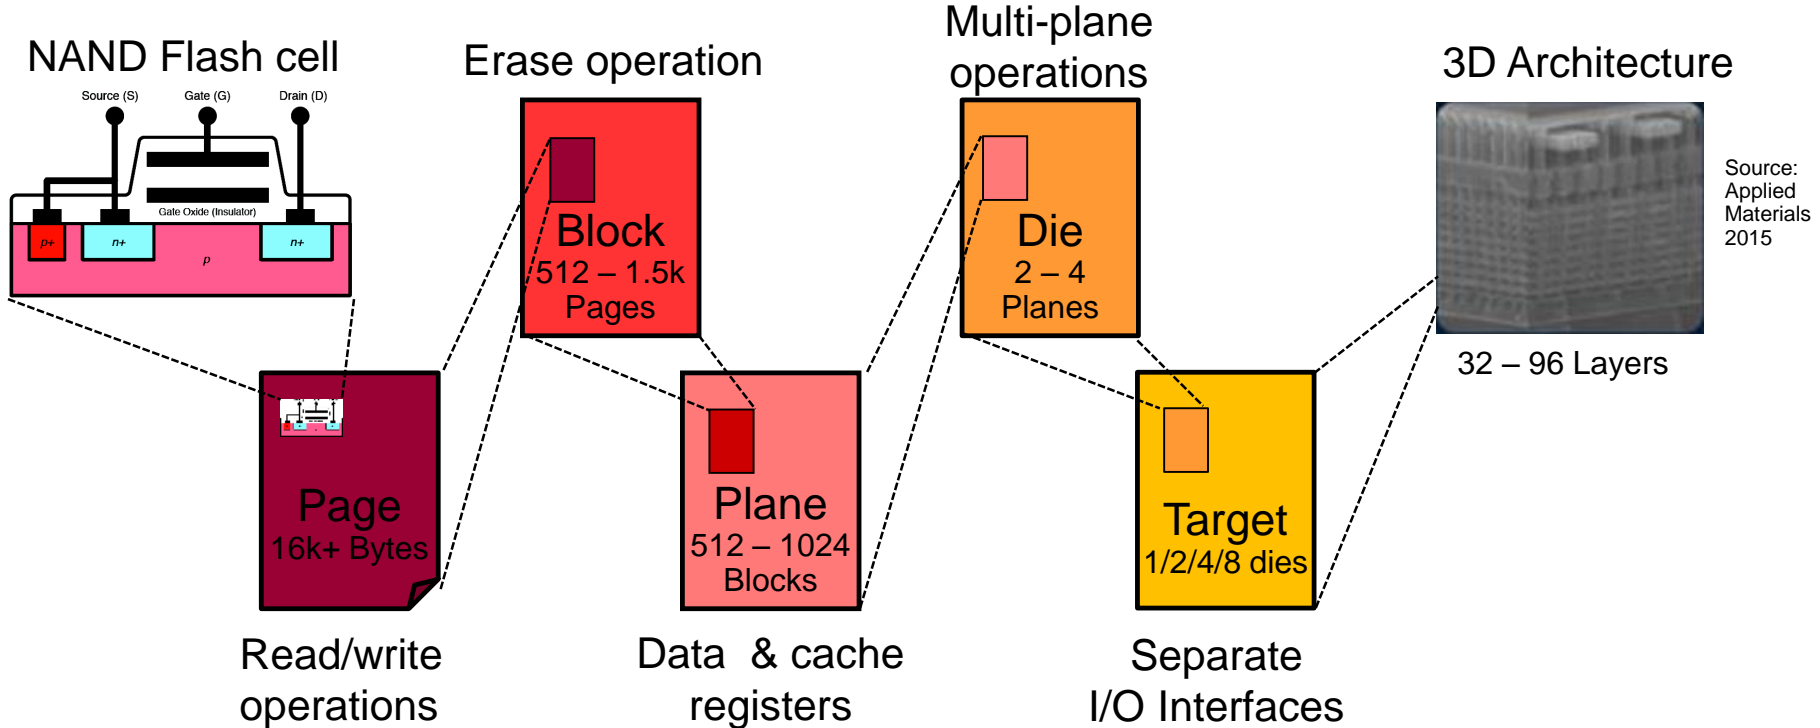 NAND Flash cell
Source (S)
Gate (G)
Drain (D)
Gate Oxide (Insulator)
p+
n+
n+
p
Page
16k+ Bytes
Read/write
operations
Erase operation
Block
512 – 1.5k
Pages
Plane
512 – 1024
Blocks
Data & cache
registers
Multi-plane
operations
Die
2 – 4
Planes
Target
1/2/4/8 dies
Separate
I/O Interfaces
3D Architecture
Source:
Applied
Materials
2015
32 – 96 Layers